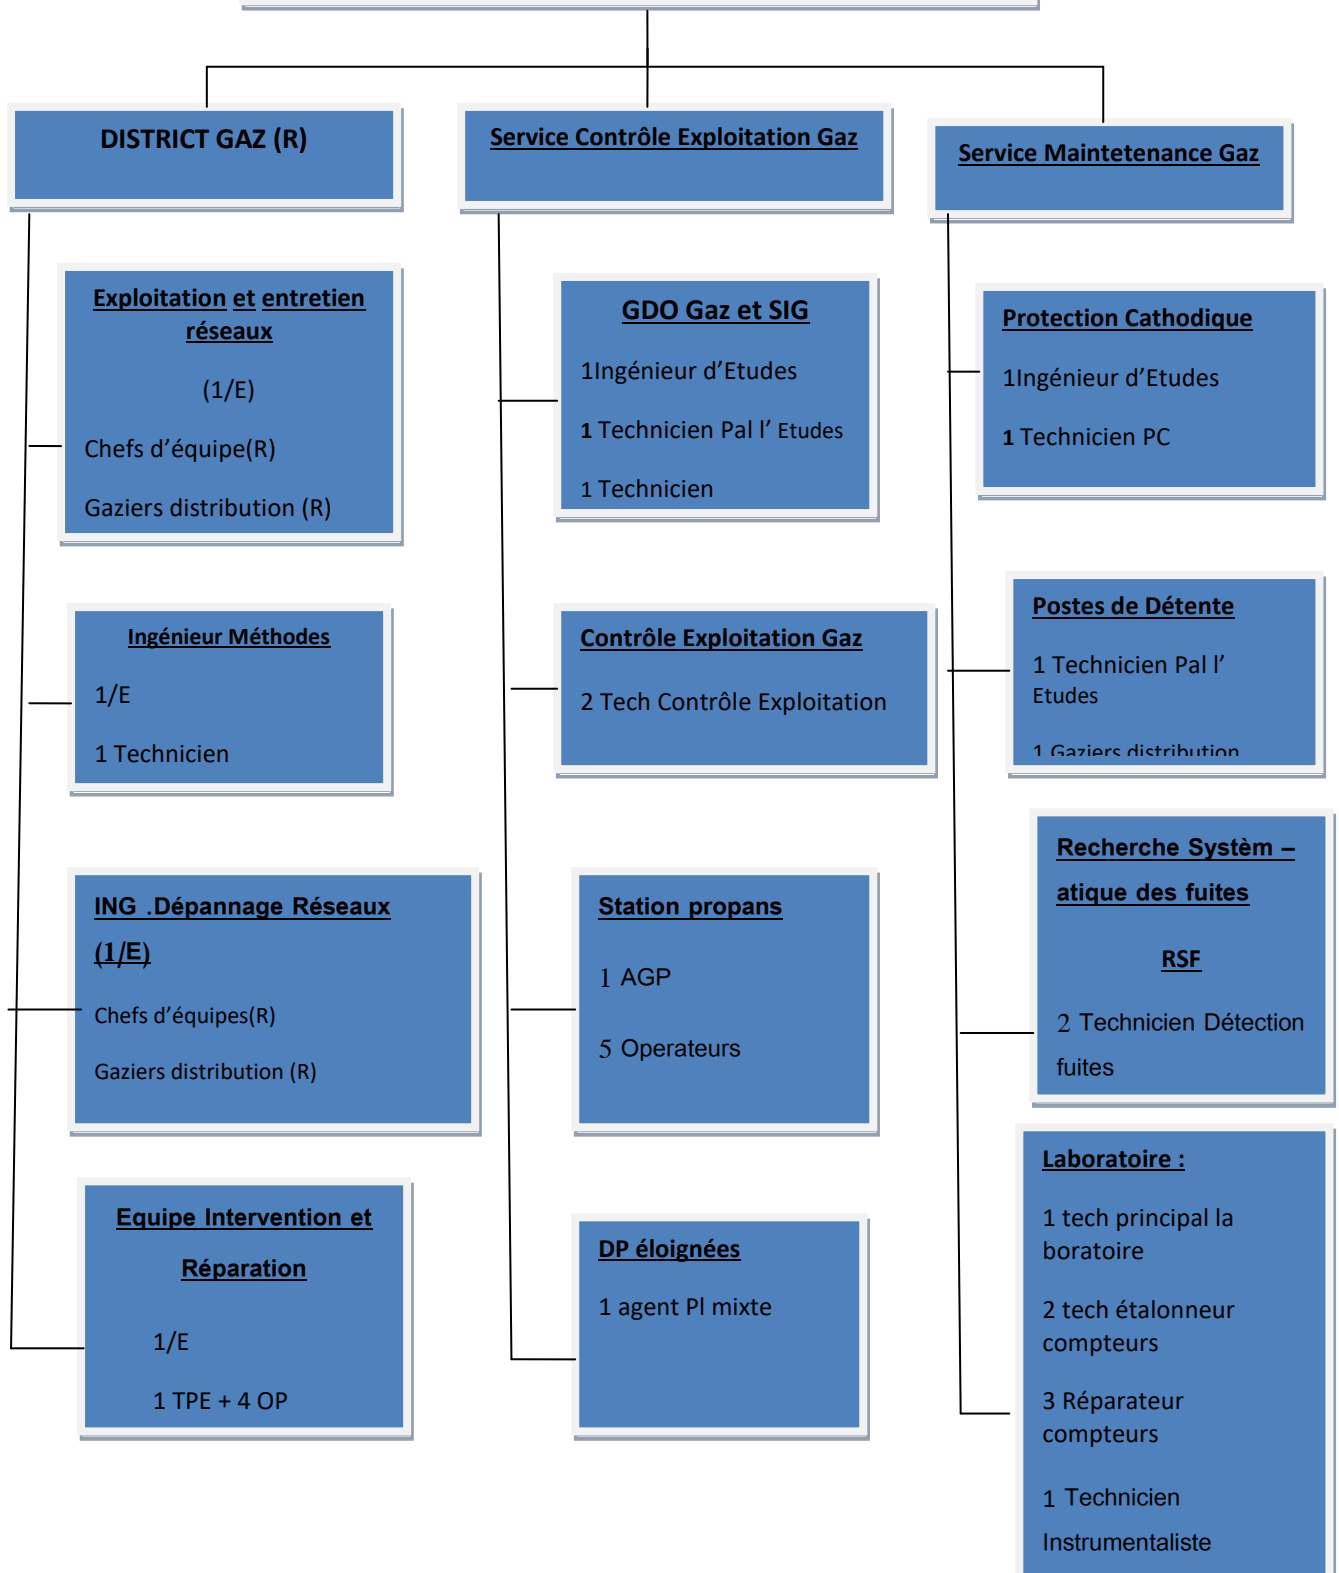 DISTRICT GAZ (R)
Exploitation et entretien
réseaux
(1/E)
Chefs d’équipe(R)
Gaziers distribution (R)
Ingénieur Méthodes
1/E
1 Technicien
ING .Dépannage Réseaux
(1/E)
Chefs d’équipes(R)
Gaziers distribution (R)
Equipe Intervention et
Réparation
1/E
1 TPE + 4 OP
Service Contrôle Exploitation Gaz
GDO Gaz et SIG
1Ingénieur d’Etudes
1 Technicien Pal l’ Etudes
1 Technicien
Contrôle Exploitation Gaz
2 Tech Contrôle Exploitation
Station propans
1 AGP
5 Operateurs
DP éloignées
1 agent Pl mixte
Service Maintetenance Gaz
Protection Cathodique
1Ingénieur d’Etudes
1 Technicien PC
Postes de Détente
1 Technicien Pal l’
Etudes
1 Gaziers distribution
Recherche Systèm –
atique des fuites
RSF
2 Technicien Détection
fuites
Laboratoire :
1 tech principal la
boratoire
2 tech étalonneur
compteurs
3 Réparateur
compteurs
1 Technicien
Instrumentaliste